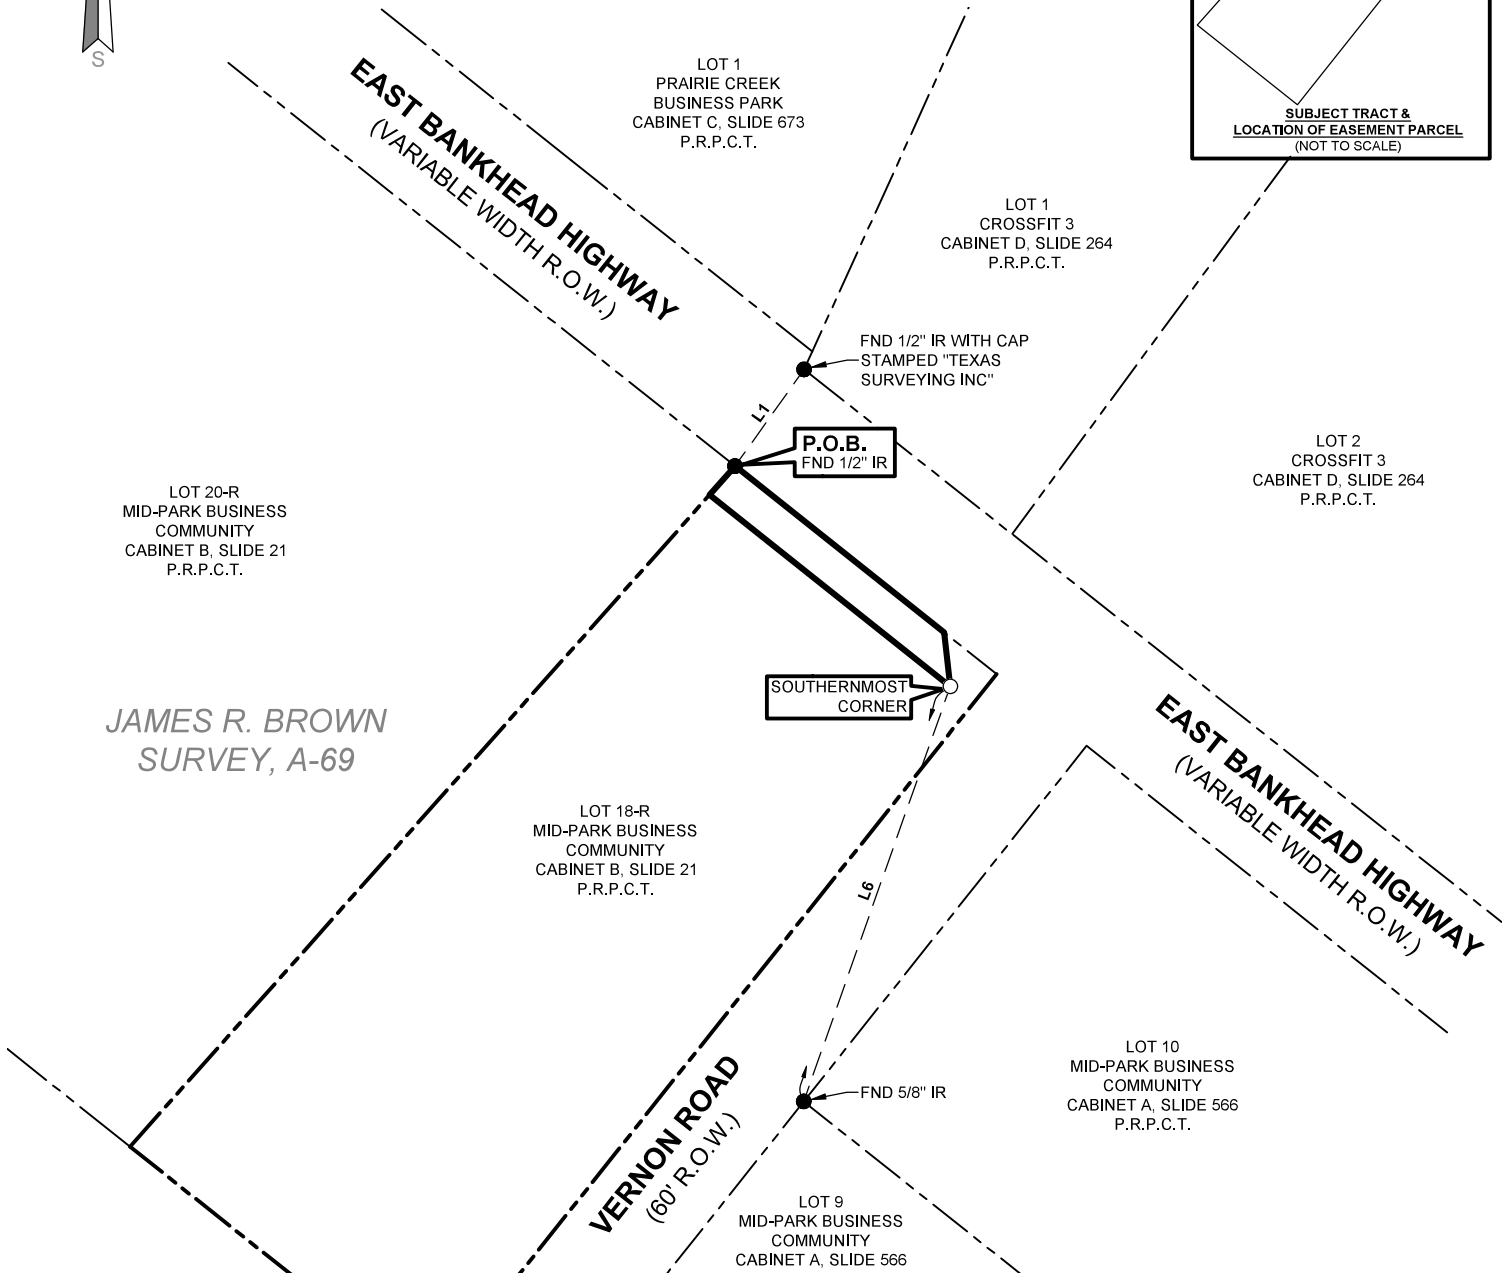 S
LOT 1
PRAIRIE CREEK
BUSINESS PARK
CABINET C, SLIDE 673
P.R.P.C.T.
SUBJECT TRACT &
LOCATION OF EASEMENT PARCEL
(NOT TO SCALE)
EAST BANKHEAD HIGHWAY
(VARIABLE WIDTH R.O.W.)
LOT 1
CROSSFIT 3
CABINET D, SLIDE 264
P.R.P.C.T.
FND 1/2" IR WITH CAP
STAMPED "TEXAS
SURVEYING INC"
L1
P.O.B.
FND 1/2" IR
LOT 2
CROSSFIT 3
CABINET D, SLIDE 264
P.R.P.C.T.
LOT 20-R
MID-PARK BUSINESS
COMMUNITY
CABINET B, SLIDE 21
P.R.P.C.T.
SOUTHERNMOST
CORNER
JAMES R. BROWN
SURVEY, A-69
EAST BANKHEAD HIGHWAY
(VARIABLE WIDTH R.O.W.)
LOT 18-R
MID-PARK BUSINESS
COMMUNITY
CABINET B, SLIDE 21
P.R.P.C.T.
L6
LOT 10
MID-PARK BUSINESS
COMMUNITY
CABINET A, SLIDE 566
P.R.P.C.T.
FND 5/8" IR
VERNON ROAD
(60' R.O.W.)
LOT 9
MID-PARK BUSINESS
COMMUNITY
CABINET A, SLIDE 566